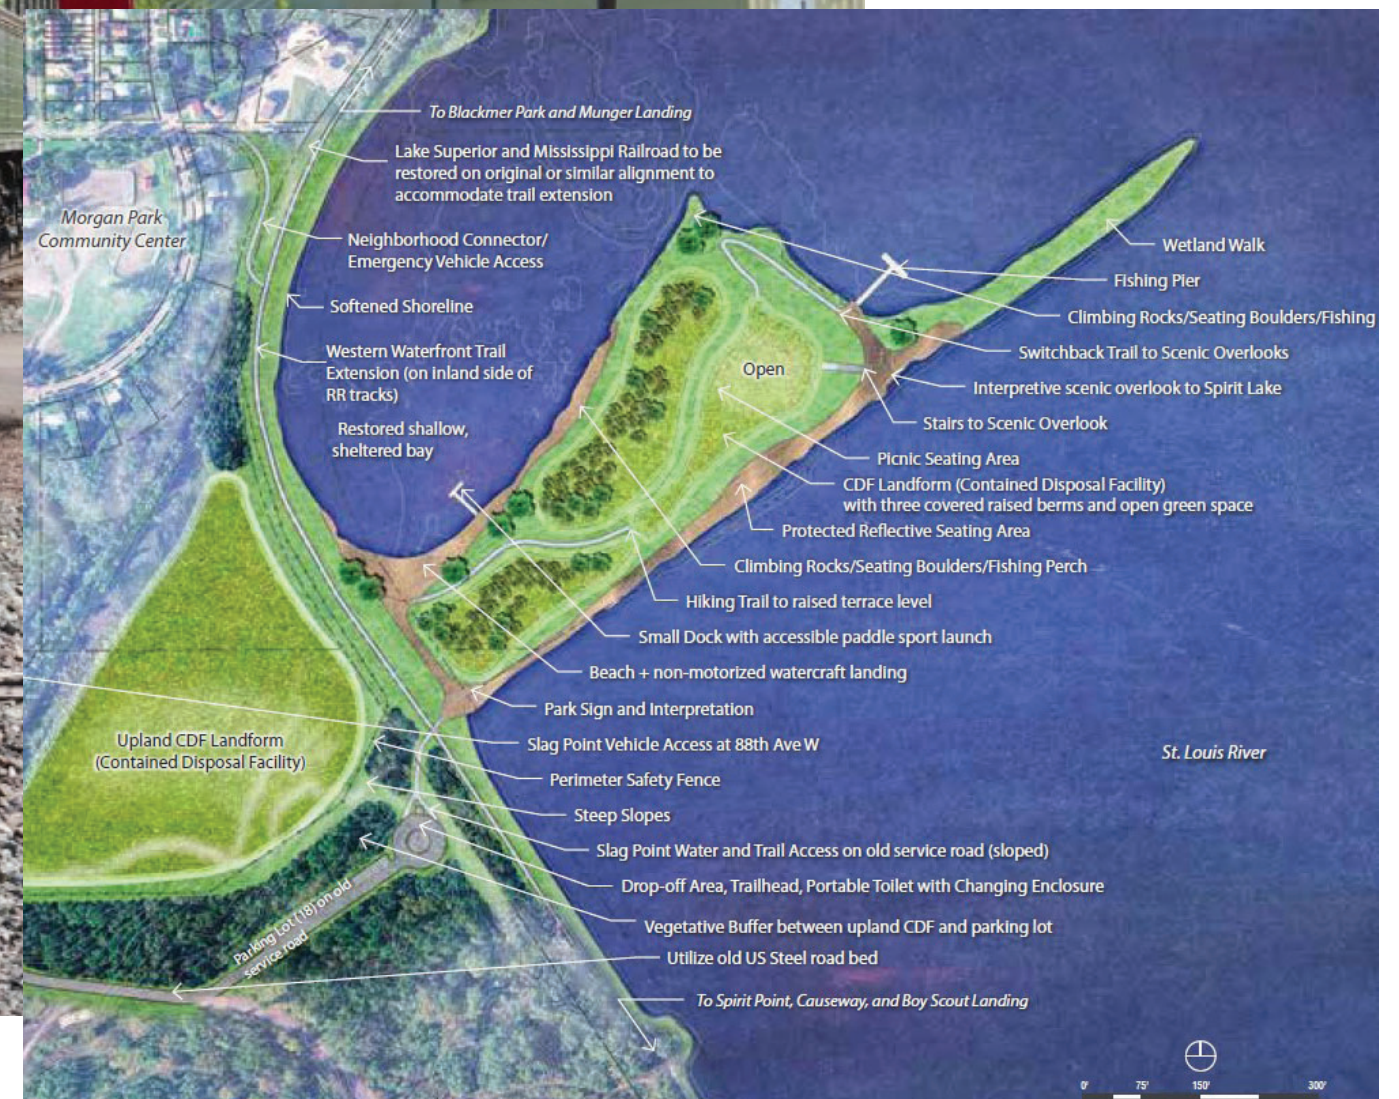 To Blackmer Park and Munger Landing
Lake Superior and Mississippi Railroad to be
restored on original or similar alignment to
accommodate trail extension
Morgan Park
Community Center
Neighborhood Connector/
Emergency Vehicle Access
Softened Shoreline
Western Waterfront Trail
Extension (on inland side of
RR tracks)
Restored shallow,
sheltered bay
Open
Wetland Walk
Fishing Pier
Climbing Rocks/Seating Boulders/Fishing
Switchback Trail to Scenic Overlooks
Interpretive scenic overlook to Spirit Lake
Stairs to Scenic Overlook
Picnic Seating Area
CDF Landform (Contained Disposal Facility)
with three covered raised berms and open green space
Protected Reflective Seating Area
Climbing Rocks/Seating Boulders/Fishing Perch
Hiking Trail to raised terrace level
Small Dock with accessible paddle sport launch
Beach + non-motorized watercraft landing
Park Sign and Interpretation
Slag Point Vehicle Access at 88th Ave W
Upland CDF Landform
(Contained Disposal Facility)
St. Louis River
Perimeter Safety Fence
Steep Slopes
Slag Point Water and Trail Access on old service road (sloped)
Drop-off Area, Trailhead, Portable Toilet with Changing Enclosure
Parking Lot (18) on old
service road
Vegetative Buffer between upland CDF and parking lot
Utilize old US Steel road bed
To Spirit Point, Causeway, and Boy Scout Landing
0' 75' 150' 300'